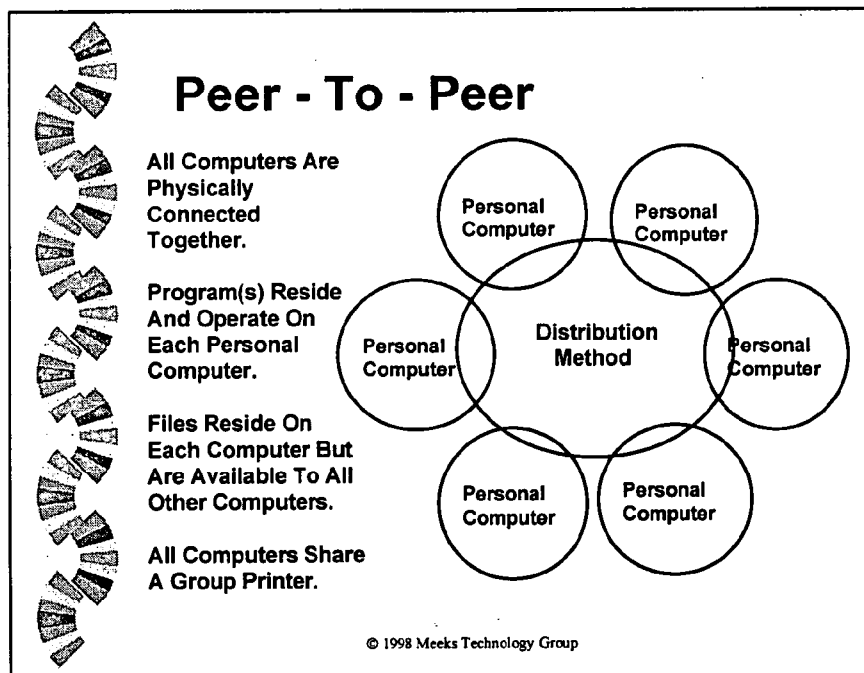 Peer - To - Peer
All Computers Are
Physically
Connected
Together.
Program(s) Reside
And Operate On
Each Personal
Computer.
Files Reside On
Each Computer But
Are Available To All
Other Computers.
All Computers Share
A Group Printer.
Personal
Computer
Personal
Computer
Personal
Computer
Distribution
Method
Personal
Computer
Personal
Computer
Personal
Computer
© 1998 Meeks Technology Group